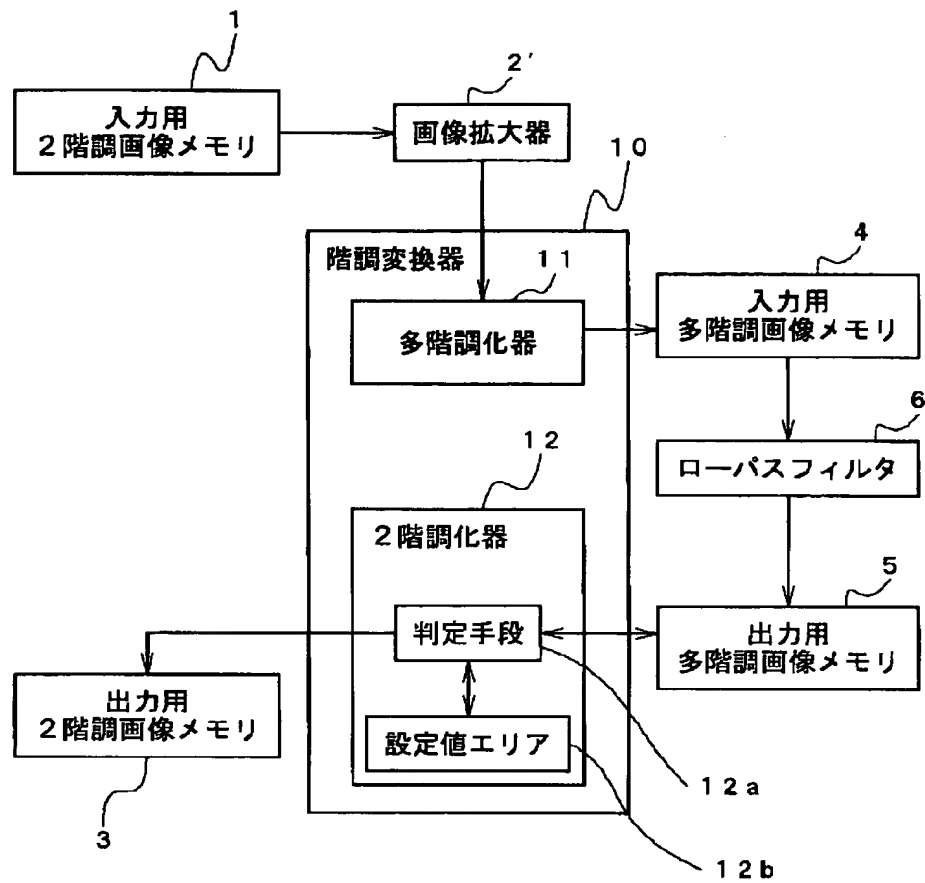 1
入力用
2階調画像メモリ
2'
画像拡大器
10
階調変換器
11
多階調化器
4
入力用
多階調画像メモリ
6
ローパスフィルタ
12
2階調化器
判定手段
設定値エリア
5
出力用
多階調画像メモリ
出力用
2階調画像メモリ
3
12a
12b